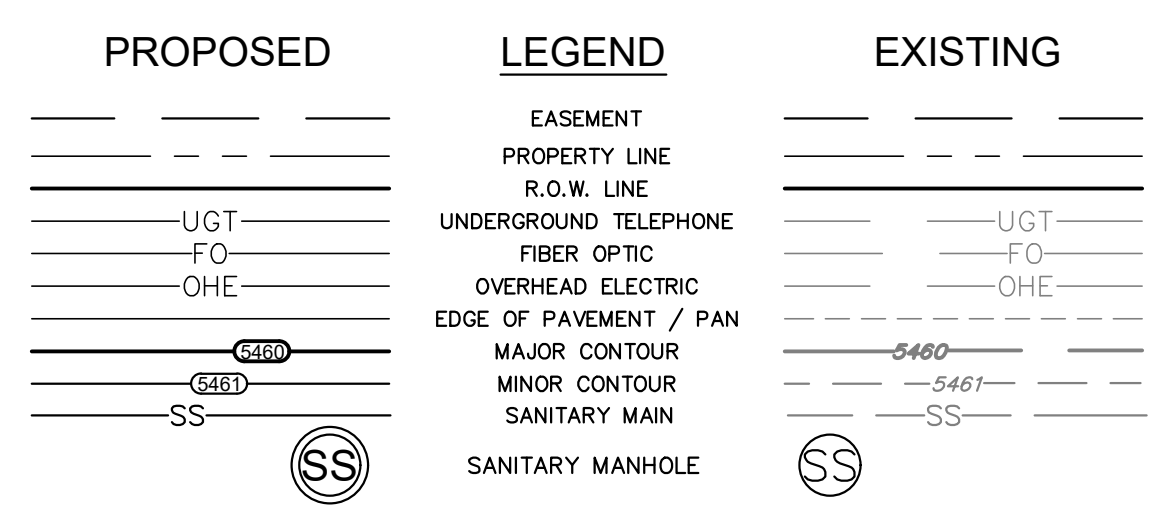 PROPOSED LEGEND EXISTING
EASEMENT
PROPERTY LINE
R.O.W. LINE
UGT UNDERGROUND TELEPHONE UGT
FO FIBER OPTIC FO
OHE OVERHEAD ELECTRIC OHE
EDGE OF PAVEMENT / PAN
5460 MAJOR CONTOUR 5460
5461 MINOR CONTOUR 5461
SS SANITARY MAIN SS
SS SANITARY MANHOLE SS